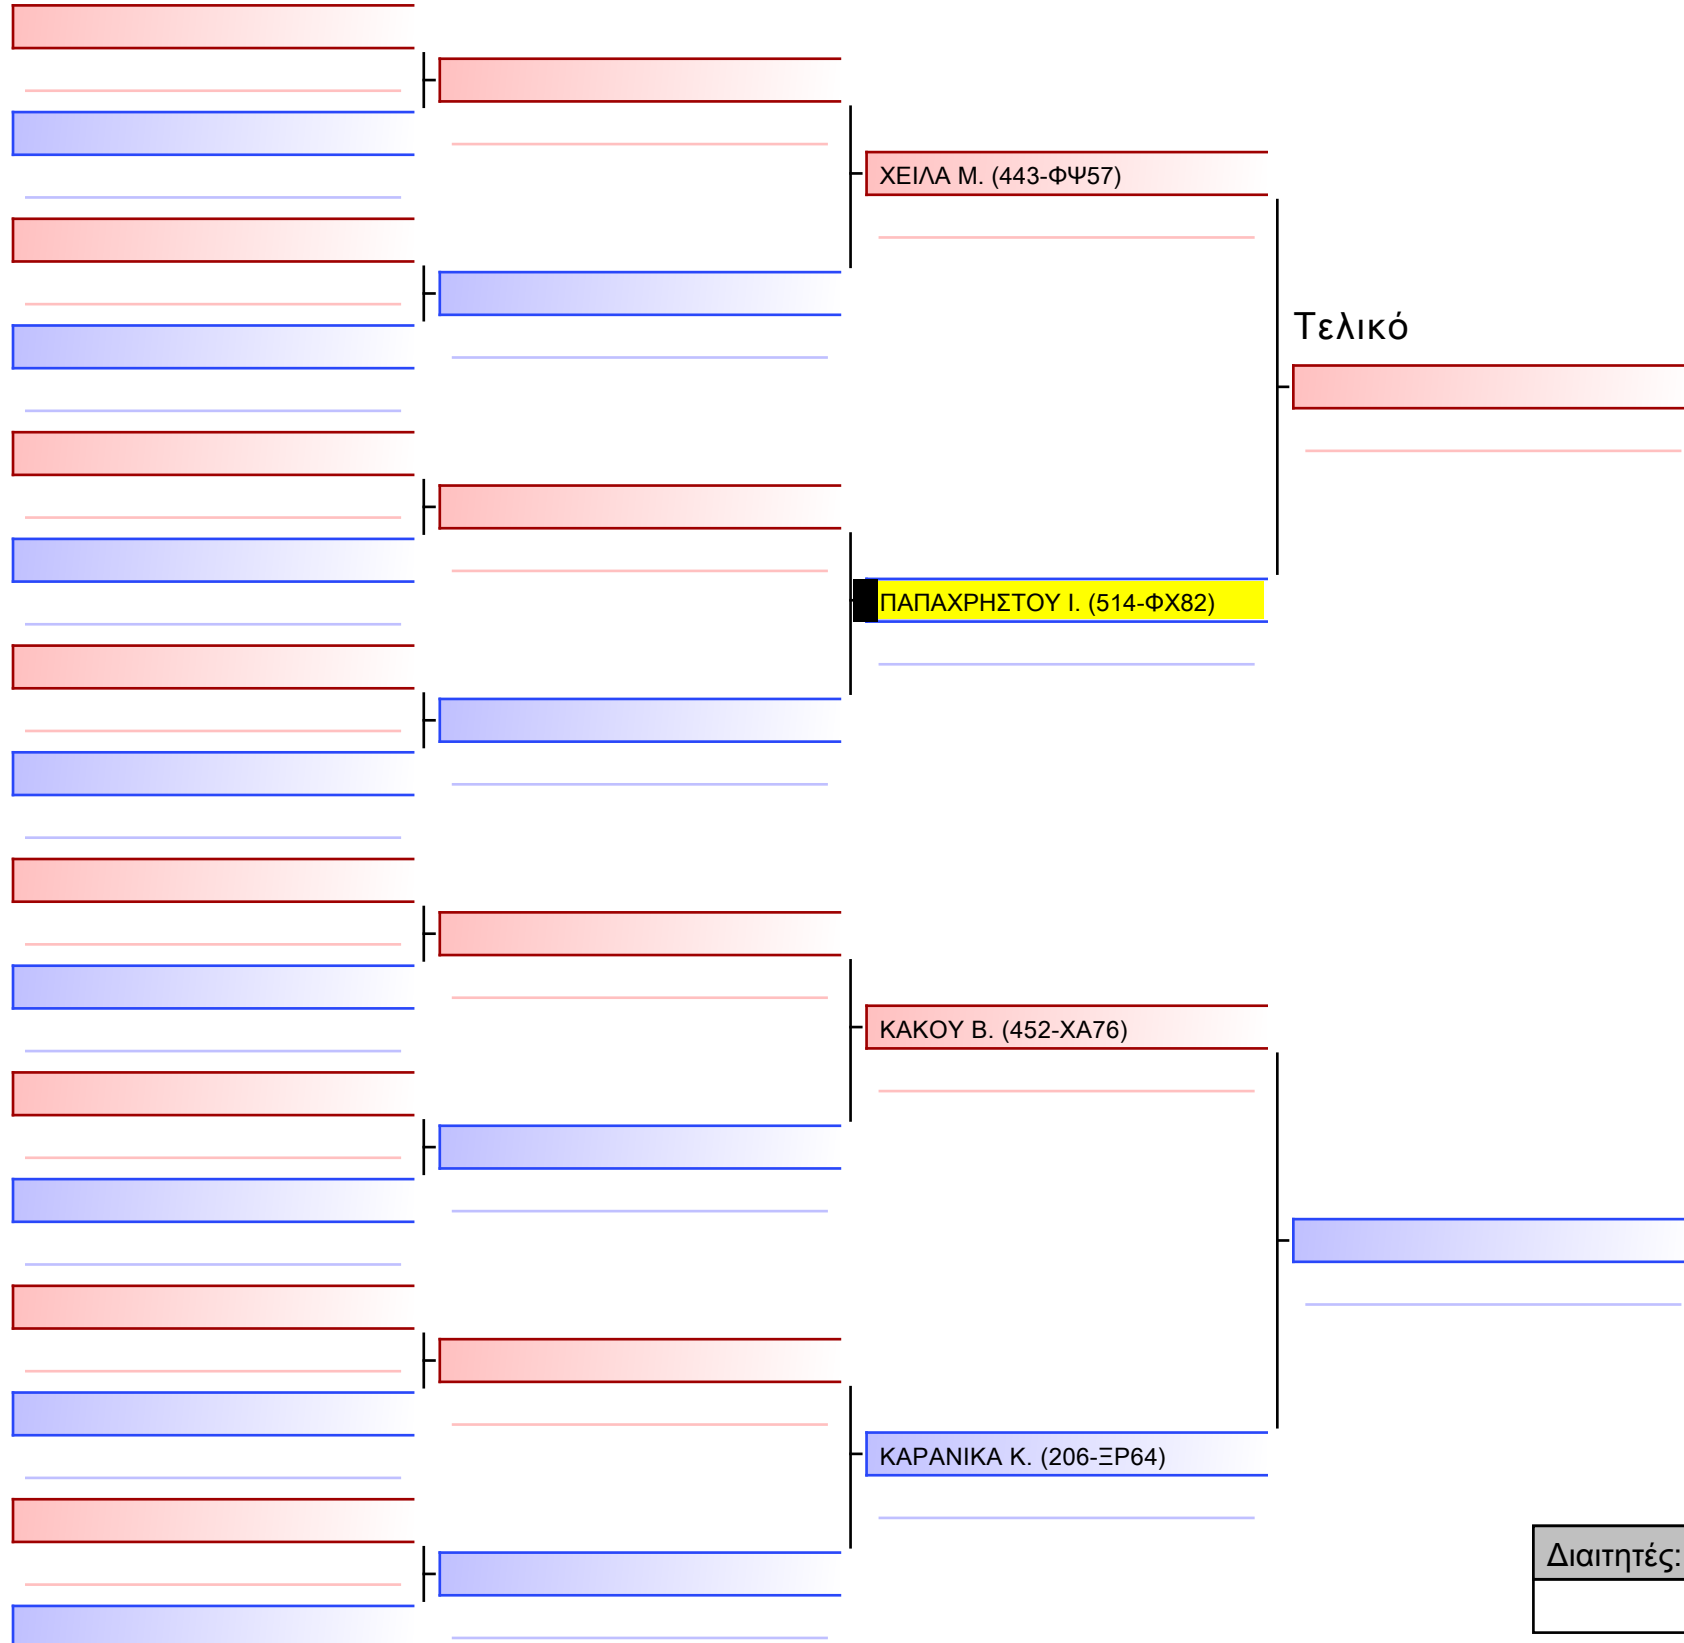 ΧΕΙΛΑ Μ. (443-ΦΨ57)
Τελικό
ΠΑΠΑΧΡΗΣΤΟΥ Ι. (514-ΦΧ82)
ΚΑΚΟΥ Β. (452-ΧΑ76)
ΚΑΡΑΝΙΚΑ Κ. (206-ΞΡ64)
Διαιτητές: